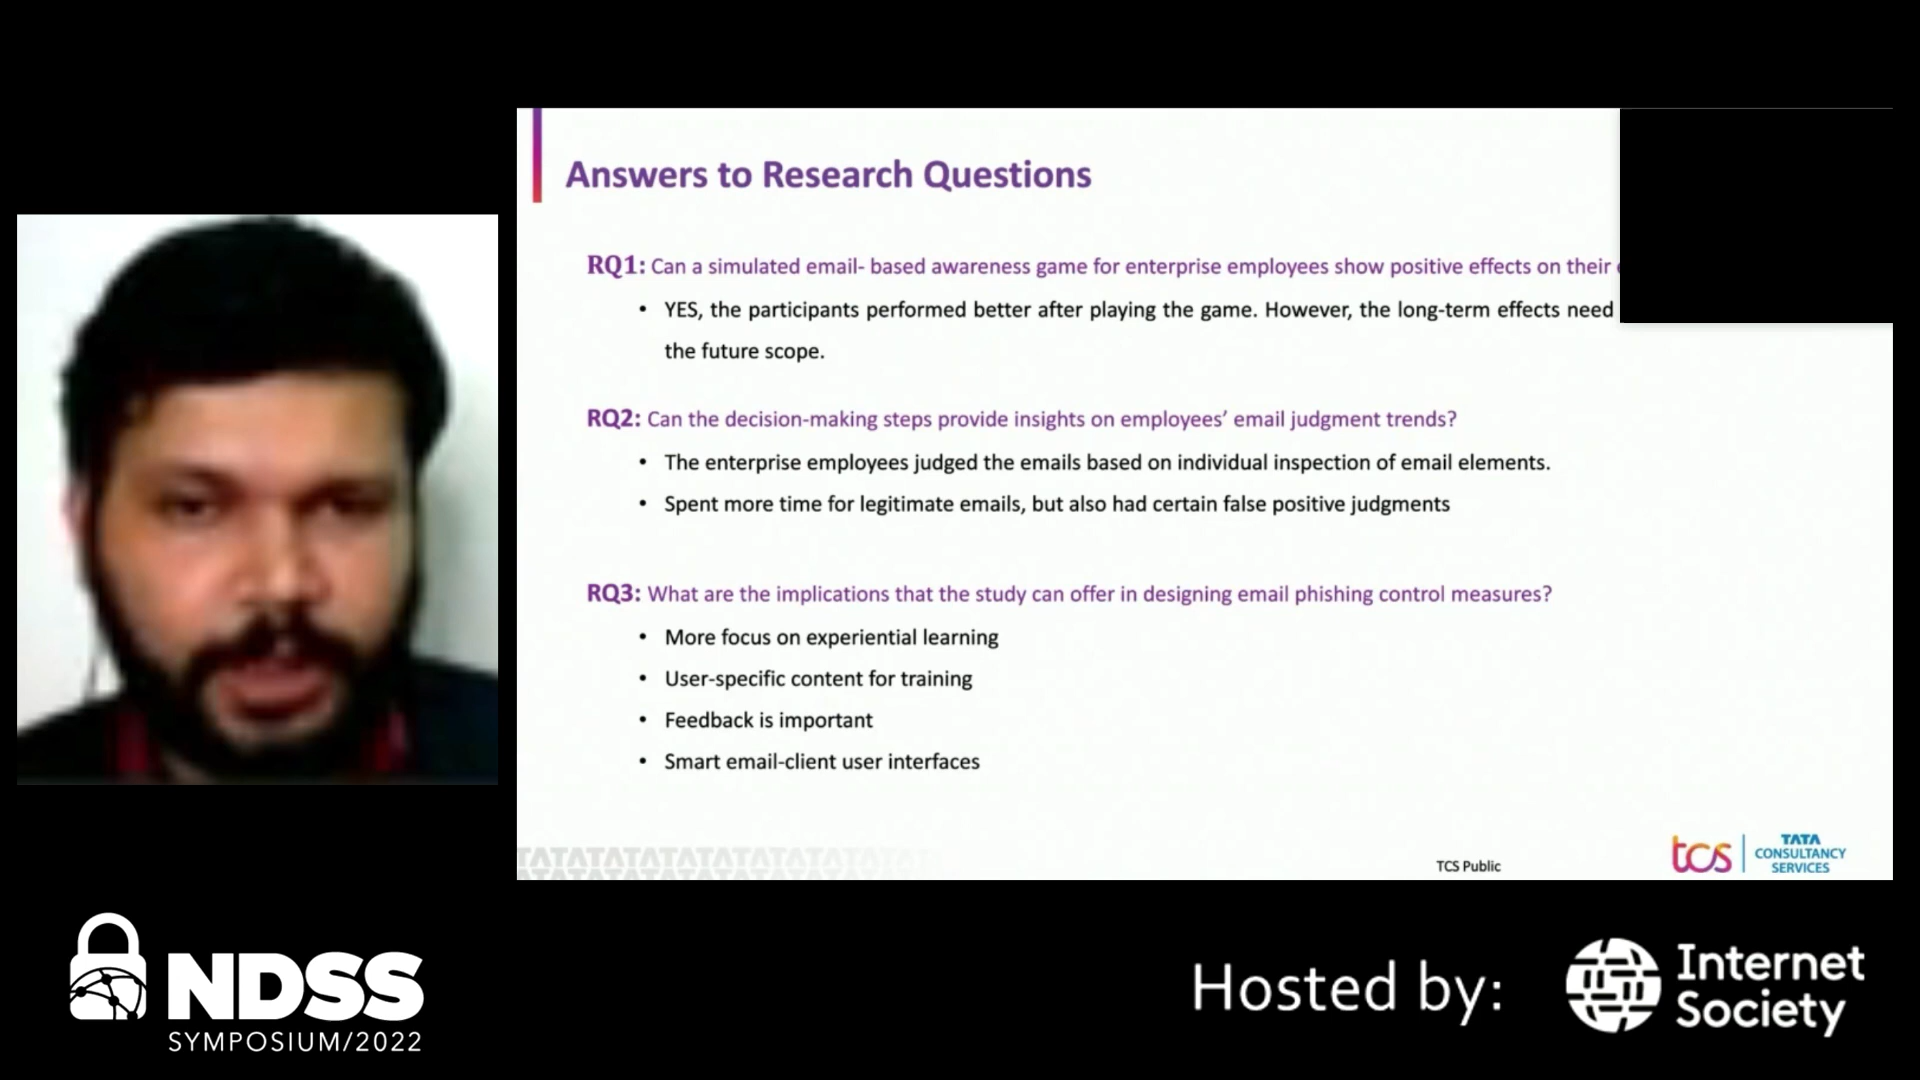 Answers to Research Questions
RQ1: Can a simulated email- based awareness game for enterprise employees show positive effects on their
• YES, the participants performed better after playing the game. However, the long-term effects need
the future scope.
RQ2: Can the decision-making steps provide insights on employees’ email judgment trends?
• The enterprise employees judged the emails based on individual inspection of email elements.
• Spent more time for legitimate emails, but also had certain false positive judgments
RQ3: What are the implications that the study can offer in designing email phishing control measures?
• More focus on experiential learning
• User-specific content for training
• Feedback is important
• Smart email-client user interfaces
TCS Public
tcs
TATA
CONSULTANCY
SERVICES
NDSS
SYMPOSIUM/2022
Hosted by:
Internet
Society